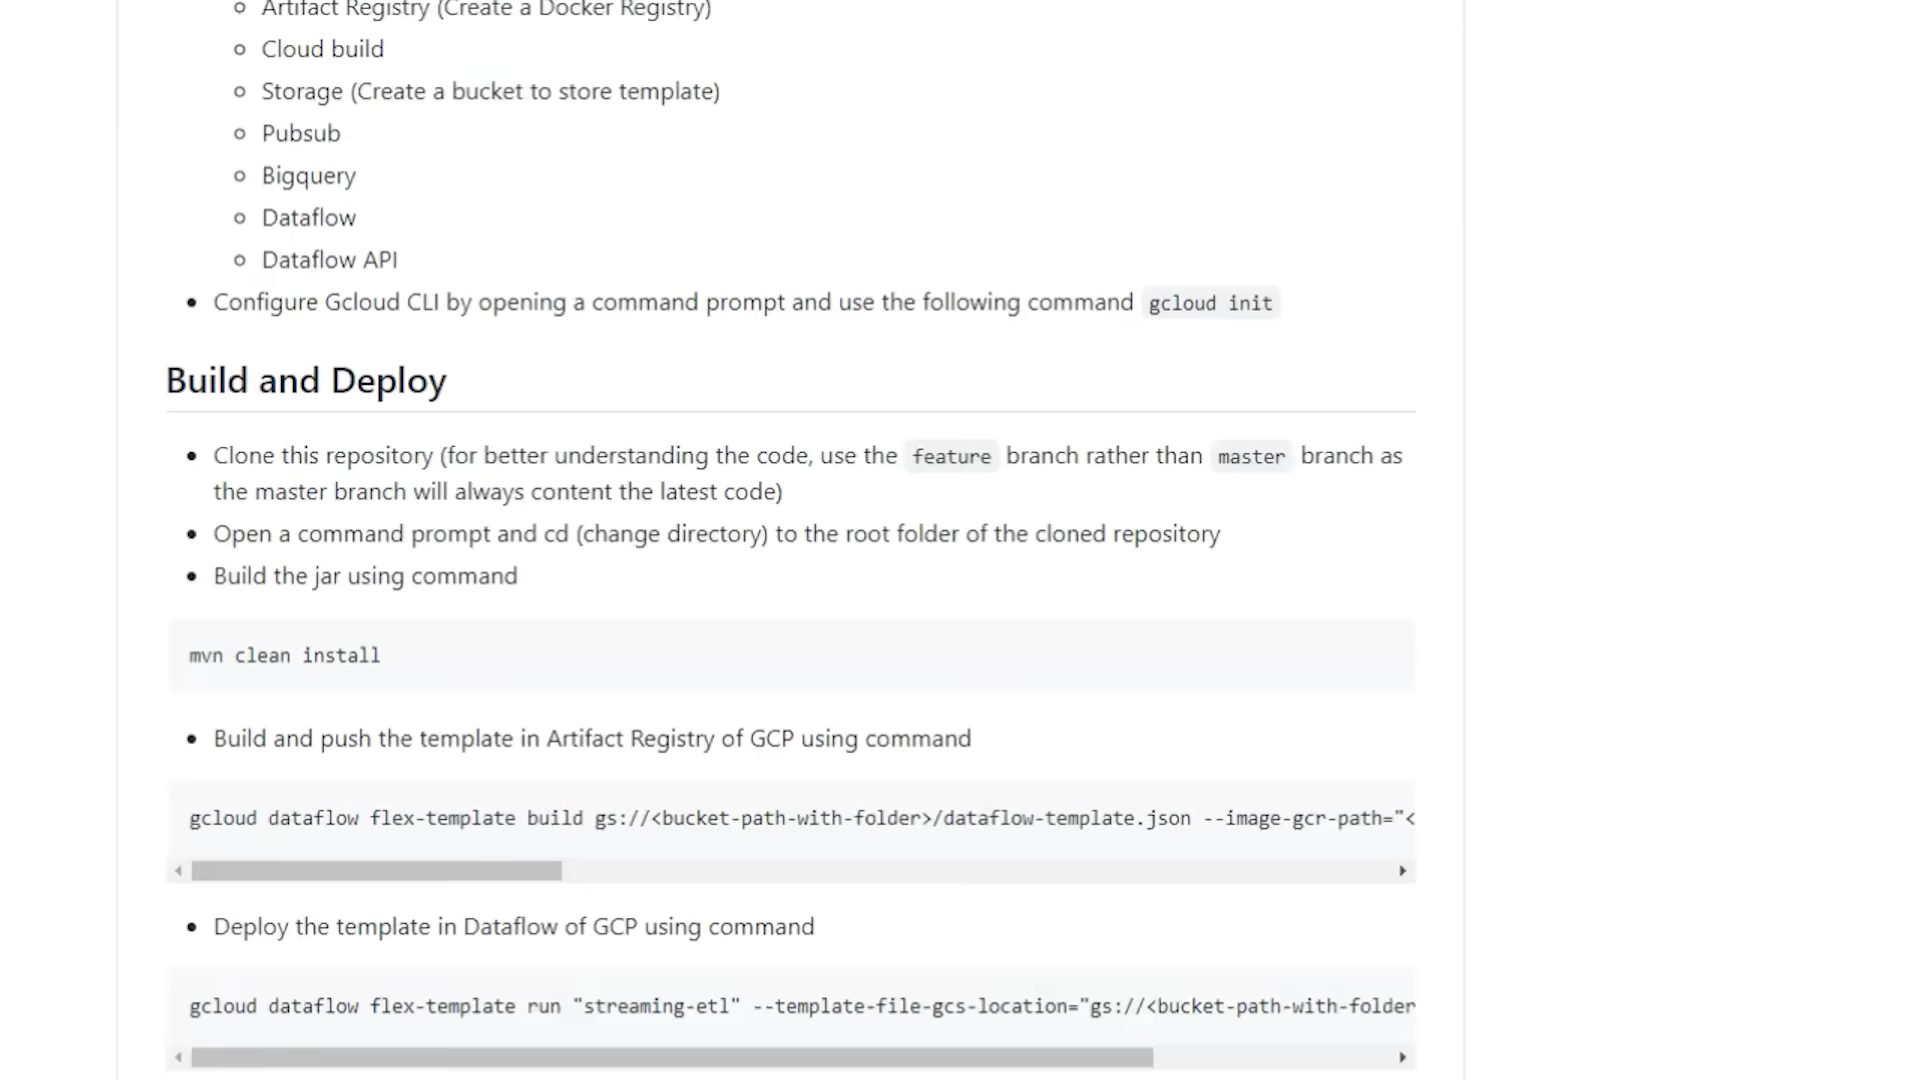 Artifact Registry (Create a Docker Registry)
Cloud build
Storage (Create a bucket to store template)
Pubsub
Bigquery
Dataflow
Dataflow API
Configure Gcloud CLI by opening a command prompt and use the following command gcloud init
Build and Deploy
Clone this repository (for better understanding the code, use the feature branch rather than master branch as
the master branch will always content the latest code)
Open a command prompt and cd (change directory) to the root folder of the cloned repository
Build the jar using command
mvn clean install
Build and push the template in Artifact Registry of GCP using command
gcloud dataflow flex-template build gs://<bucket-path-with-folder>/dataflow-template.json --image-gcr-path="<
Deploy the template in Dataflow of GCP using command
gcloud dataflow flex-template run "streaming-etl" --template-file-gcs-location="gs://<bucket-path-with-folder